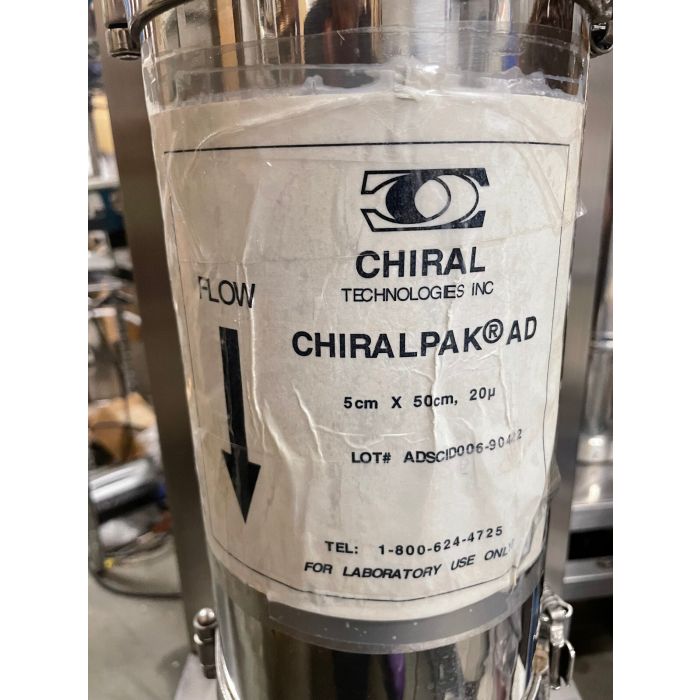 CHIRAL
TECHNOLOGIES INC
FLOW
CHIRALPAK® AD
5cm X 50cm, 20µ
LOT# ADSCID006-90422
TEL: 1-800-624-4725
FOR LABORATORY USE ONLY